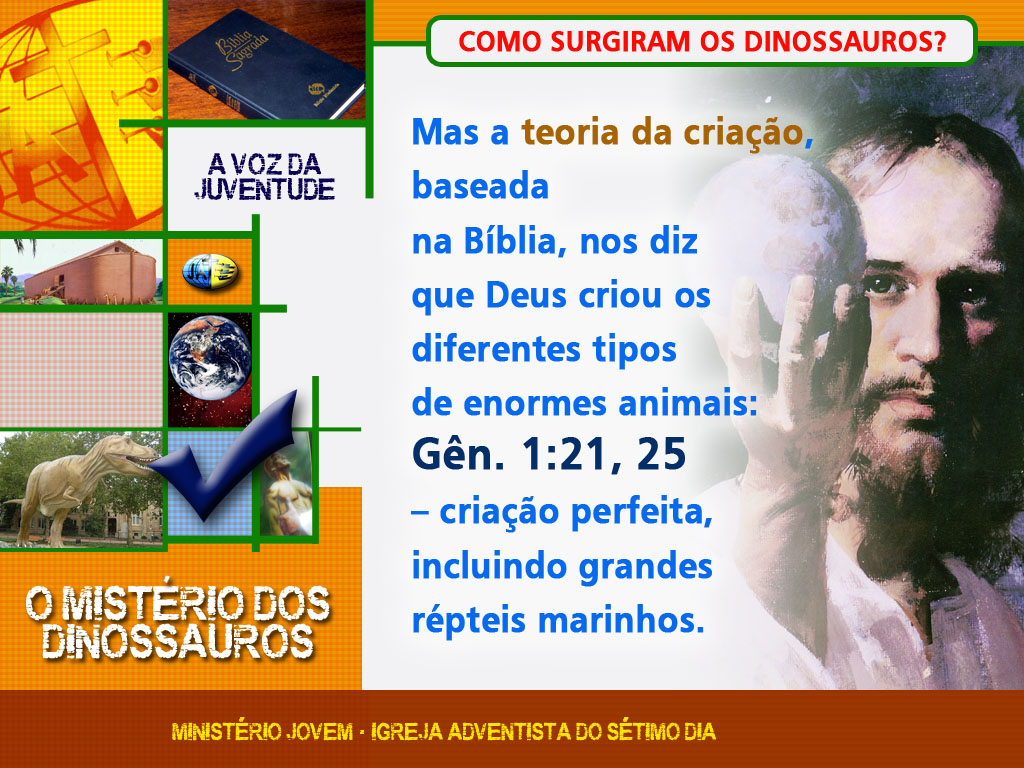 COMO SURGIRAM OS DINOSSAUROS?
Bíblia
Sagrada
A VOZ DA
JUVENTUDE
Mas a teoria da criação,
baseada
na Bíblia, nos diz
que Deus criou os
diferentes tipos
de enormes animais:
Gên. 1:21, 25
– criação perfeita,
incluindo grandes
répteis marinhos.
O MISTÉRIO DOS
DINOSSAUROS
MINISTÉRIO JOVEM - IGREJA ADVENTISTA DO SÉTIMO DIA